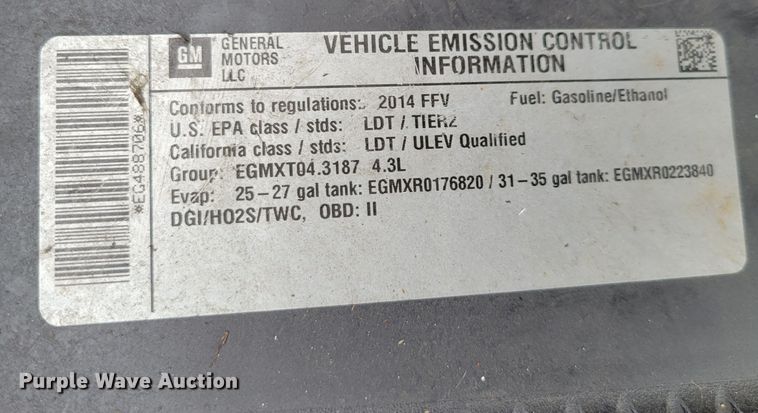 GM
GENERAL MOTORS LLC
VEHICLE EMISSION CONTROL
INFORMATION
Conforms to regulations: 2014 FFV Fuel: Gasoline/Ethanol
U.S. EPA class / stds: LDT / TIER2
California class / stds: LDT / ULEV Qualified
Group: EGMXT04.3187 4.3L
Evap: 25-27 gal tank: EGMXR0176820 / 31-35 gal tank: EGMXR0223840
DGI/HO2S/TWC, OBD: II
*EG488706*
Purple Wave Auction